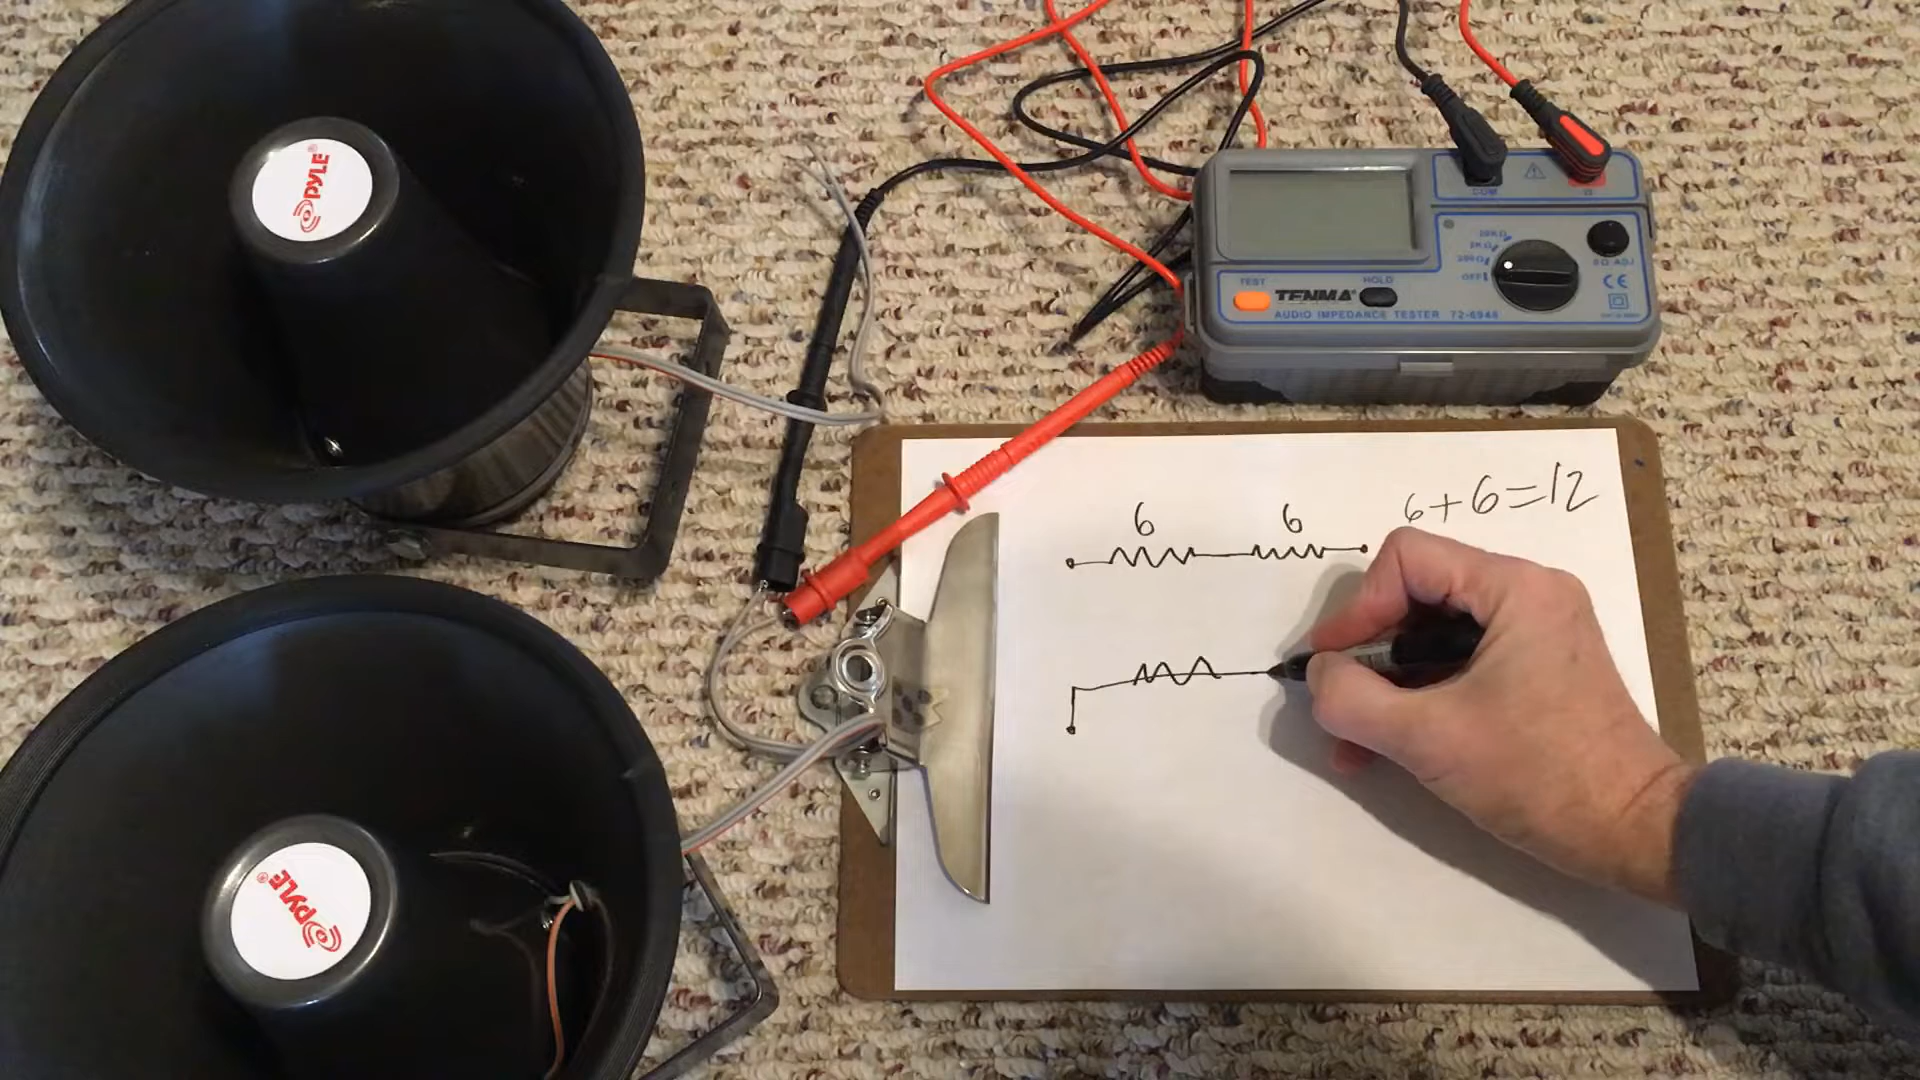 PYLE®
COM
20KΩ
2KΩ
200Ω
OFF
0Ω ADJ
TEST
TENMA®
HOLD
CE
AUDIO IMPEDANCE TESTER 72-6948
6 6 6+6=12
PYLE®